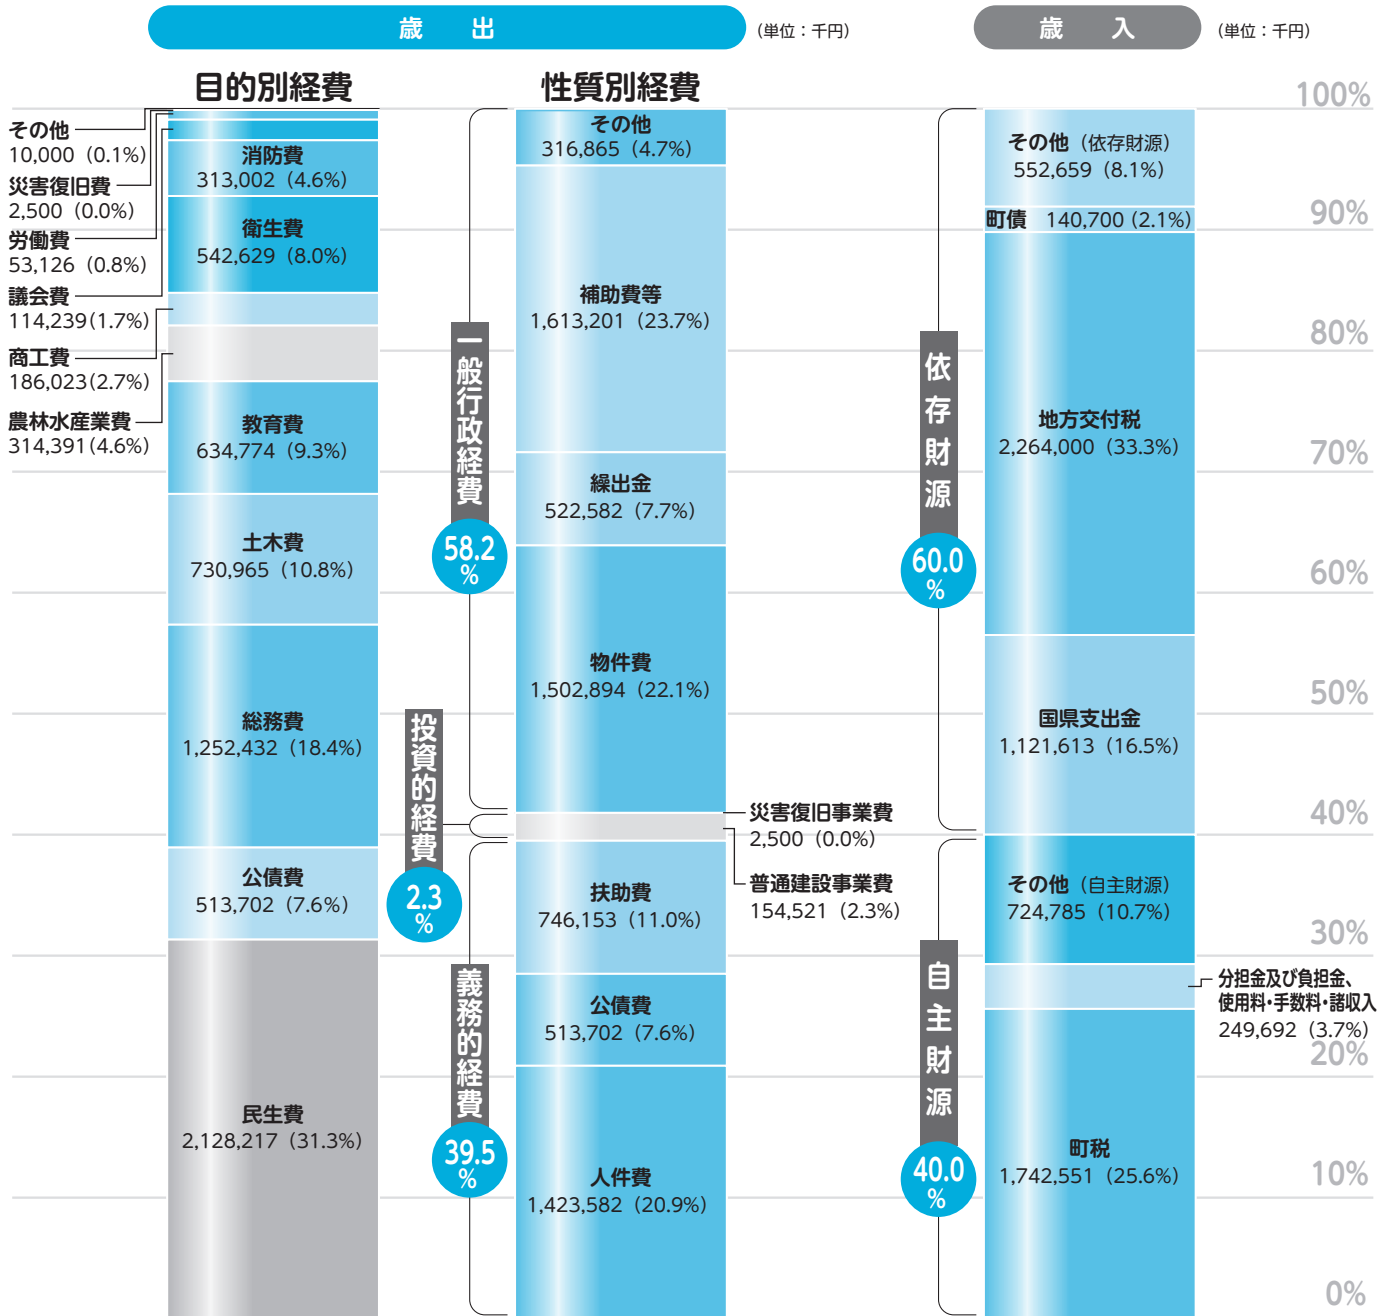 歳出
（単位：千円）
目的別経費
その他
10,000（0.1%）
災害復旧費
2,500（0.0%）
労働費
53,126（0.8%）
議会費
114,239(1.7%)
商工費
186,023(2.7%)
農林水産業費
314,391(4.6%)
消防費
313,002（4.6%）
衛生費
542,629（8.0%）
教育費
634,774（9.3%）
土木費
730,965（10.8%）
総務費
1,252,432（18.4%）
公債費
513,702（7.6%）
民生費
2,128,217（31.3%）
性質別経費
一般行政経費
58.2
%
投資的経費
2.3
%
義務的経費
39.5
%
その他
316,865（4.7%）
補助費等
1,613,201（23.7%）
繰出金
522,582（7.7%）
物件費
1,502,894（22.1%）
災害復旧事業費
2,500（0.0%）
普通建設事業費
154,521（2.3%）
扶助費
746,153（11.0%）
公債費
513,702（7.6%）
人件費
1,423,582（20.9%）
歳入
（単位：千円）
依存財源
60.0
%
自主財源
40.0
%
その他（依存財源）
552,659（8.1%）
町債 140,700 (2.1%)
地方交付税
2,264,000（33.3%）
国県支出金
1,121,613（16.5%）
その他（自主財源）
724,785（10.7%）
分担金及び負担金、
使用料・手数料・諸収入
249,692（3.7%）
町税
1,742,551（25.6%）
100%
90%
80%
70%
60%
50%
40%
30%
20%
10%
0%